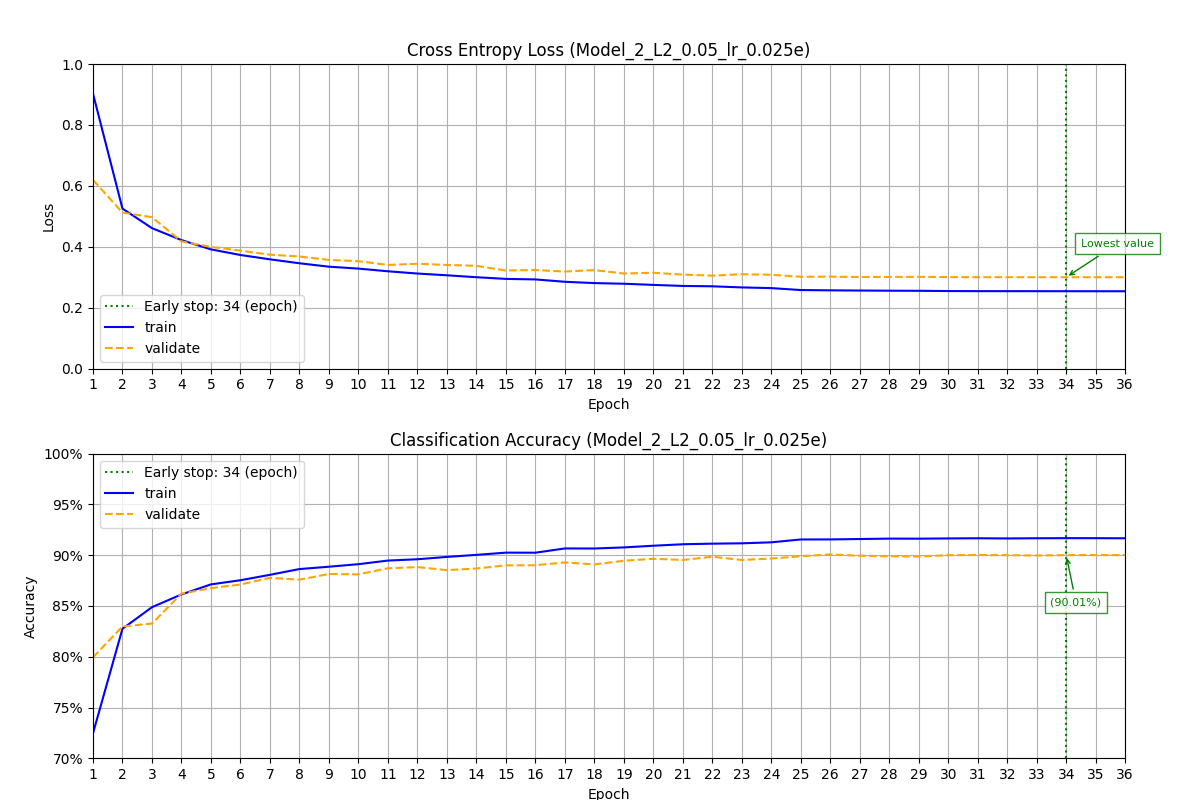 Cross Entropy Loss (Model_2_L2_0.05_lr_0.025e)
1.0
0.8
0.6
0.4
0.2
0.0
Loss
Lowest value
Early stop: 34 (epoch)
train
validate
1 2 3 4 5 6 7 8 9 10 11 12 13 14 15 16 17 18 19 20 21 22 23 24 25 26 27 28 29 30 31 32 33 34 35 36
Epoch
Classification Accuracy (Model_2_L2_0.05_lr_0.025e)
100%
95%
90%
85%
80%
75%
70%
Accuracy
Early stop: 34 (epoch)
train
validate
(90.01%)
1 2 3 4 5 6 7 8 9 10 11 12 13 14 15 16 17 18 19 20 21 22 23 24 25 26 27 28 29 30 31 32 33 34 35 36
Epoch